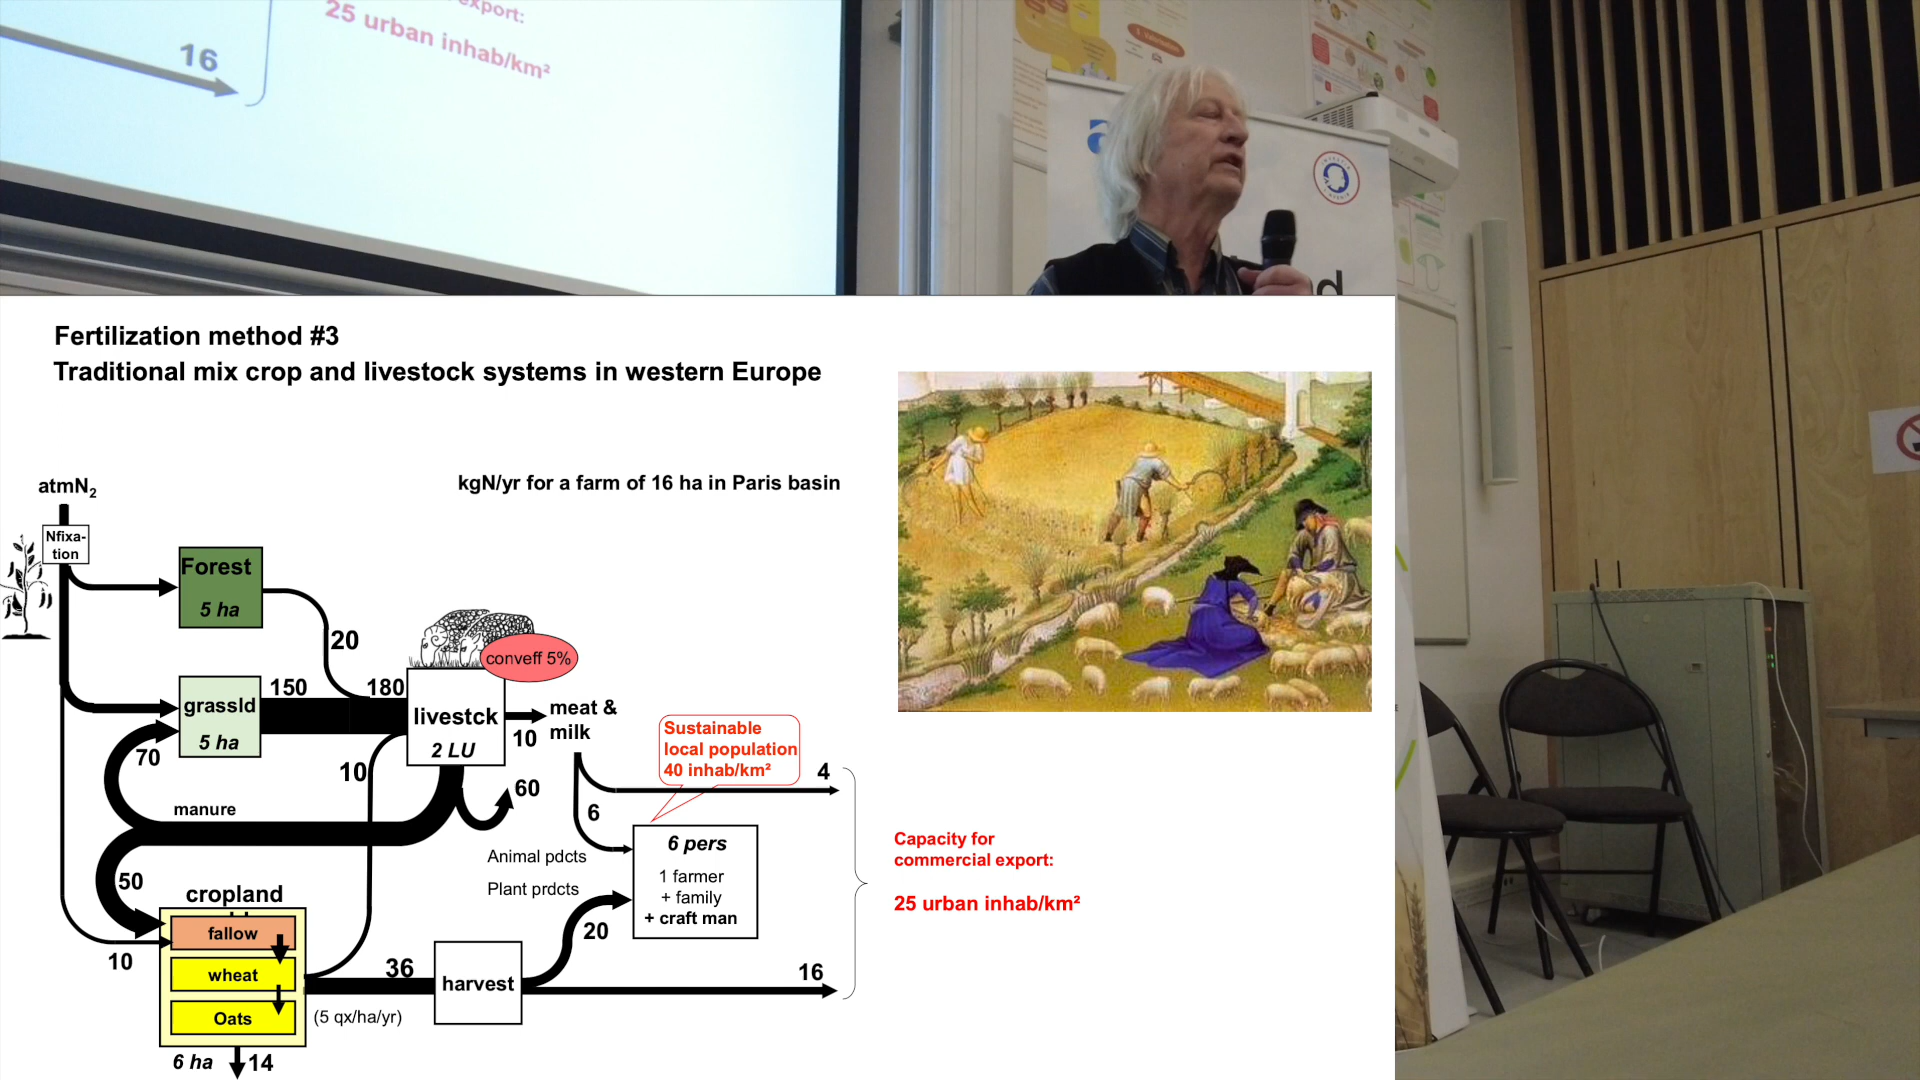 export:
25 urban inhab/km²
16
d
Fertilization method #3
Traditional mix crop and livestock systems in western Europe
kgN/yr for a farm of 16 ha in Paris basin
atmN₂
Nfixa-
tion
Forest
5 ha
20
conveff 5%
grassld
5 ha
150
180
livestck
2 LU
meat &
milk
10
70
10
60
manure
Sustainable
local population
40 inhab/km²
4
6
6 pers
1 farmer
+ family
+ craft man
Animal pdcts
Plant prdcts
Capacity for
commercial export:
25 urban inhab/km²
50
cropland
fallow
wheat
Oats
10
36
(5 qx/ha/yr)
harvest
20
16
6 ha
14